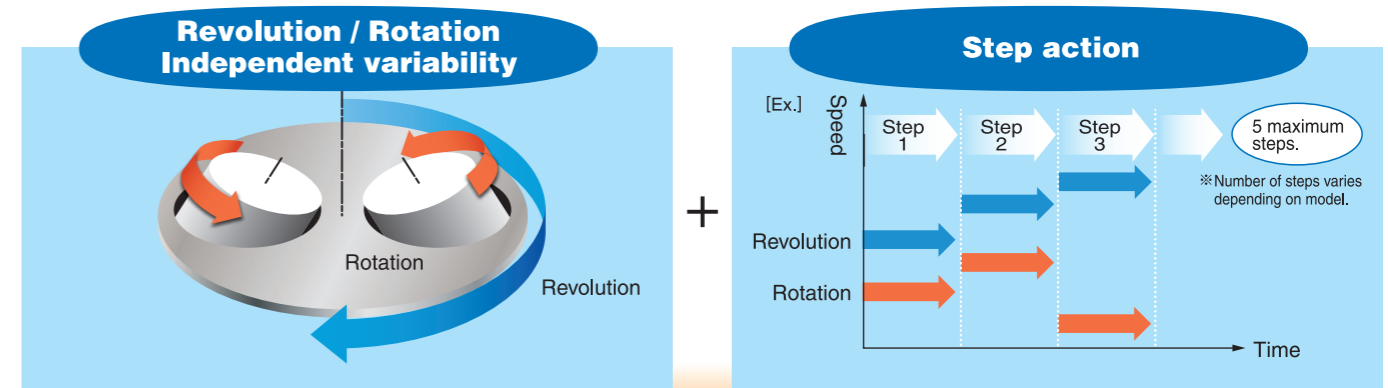 Revolution / Rotation
Independent variability
Rotation
Revolution
+
Step action
[Ex.]
Speed
Step
1
Step
2
Step
3
5 maximum
steps.
※Number of steps varies
depending on model.
Revolution
Rotation
Time